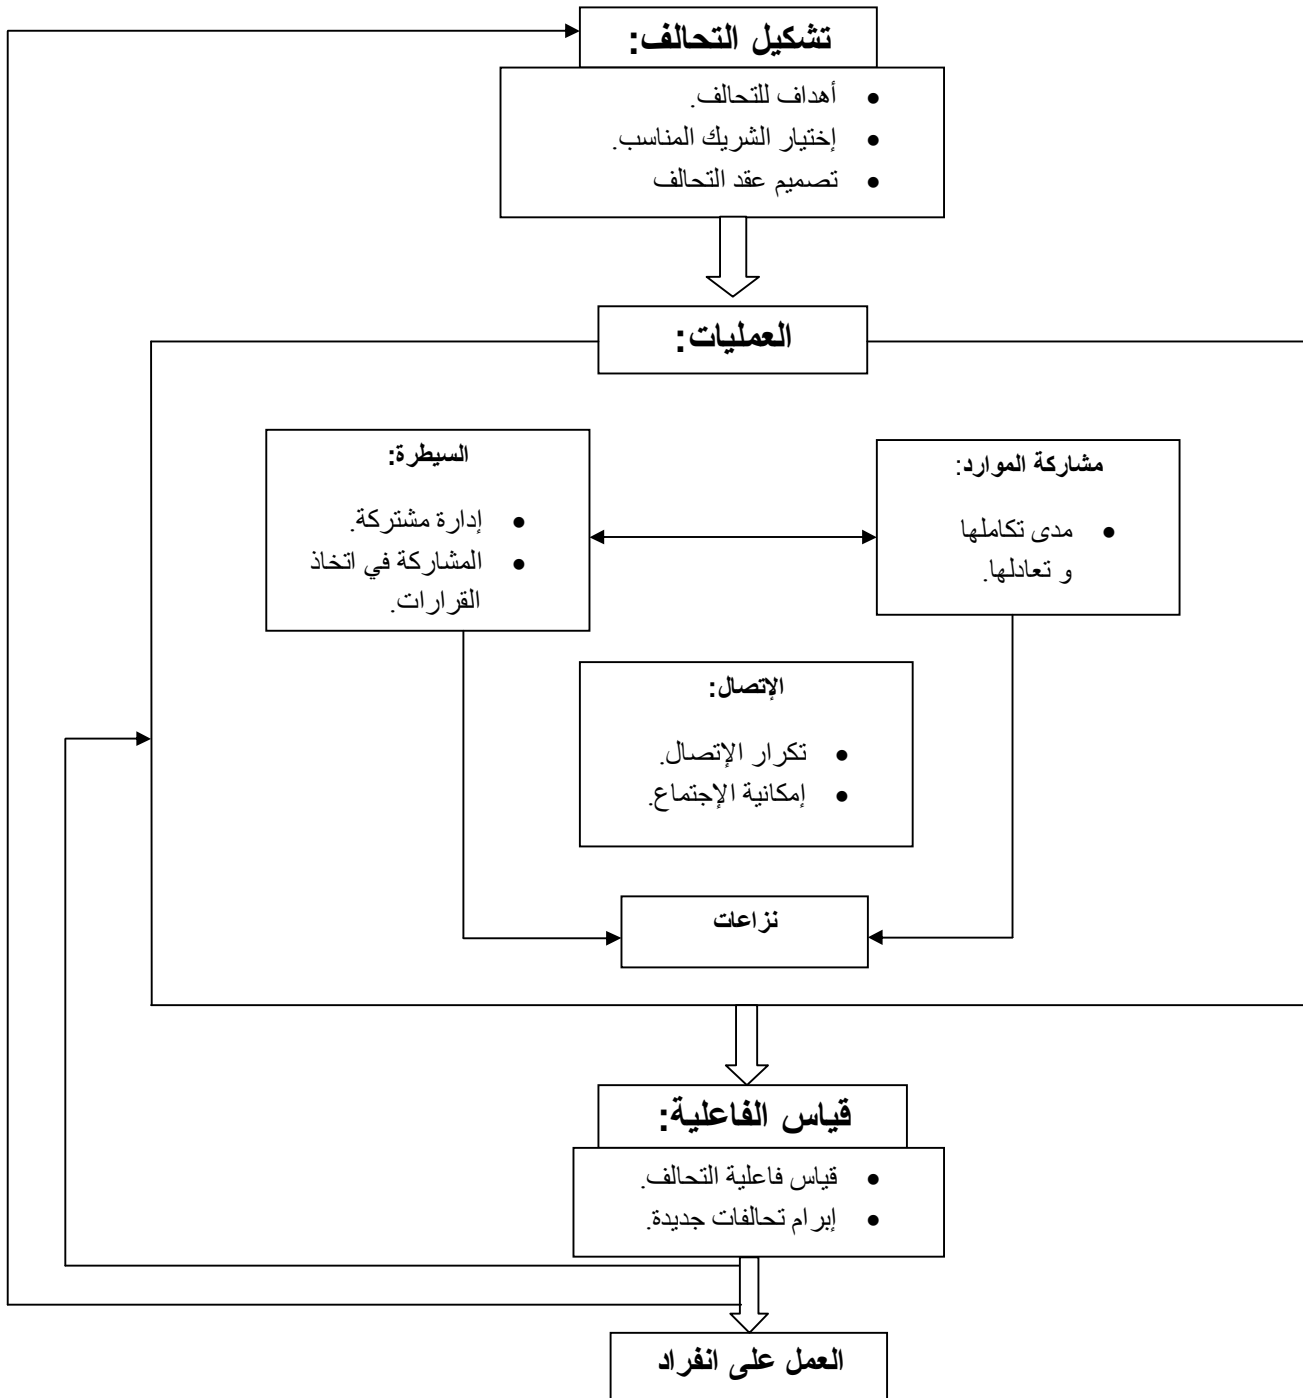 تشكيل التحالف:
• أهداف للتحالف.
• إختيار الشريك المناسب.
• تصميم عقد التحالف
العمليات:
مشاركة الموارد:
• مدى تكاملها
و تعادلها.
السيطرة:
• إدارة مشتركة.
• المشاركة في اتخاذ
القرارات.
الإتصال:
• تكرار الإتصال.
• إمكانية الإجتماع.
نزاعات
قياس الفاعلية:
• قياس فاعلية التحالف.
• إبرام تحالفات جديدة.
العمل على انفراد